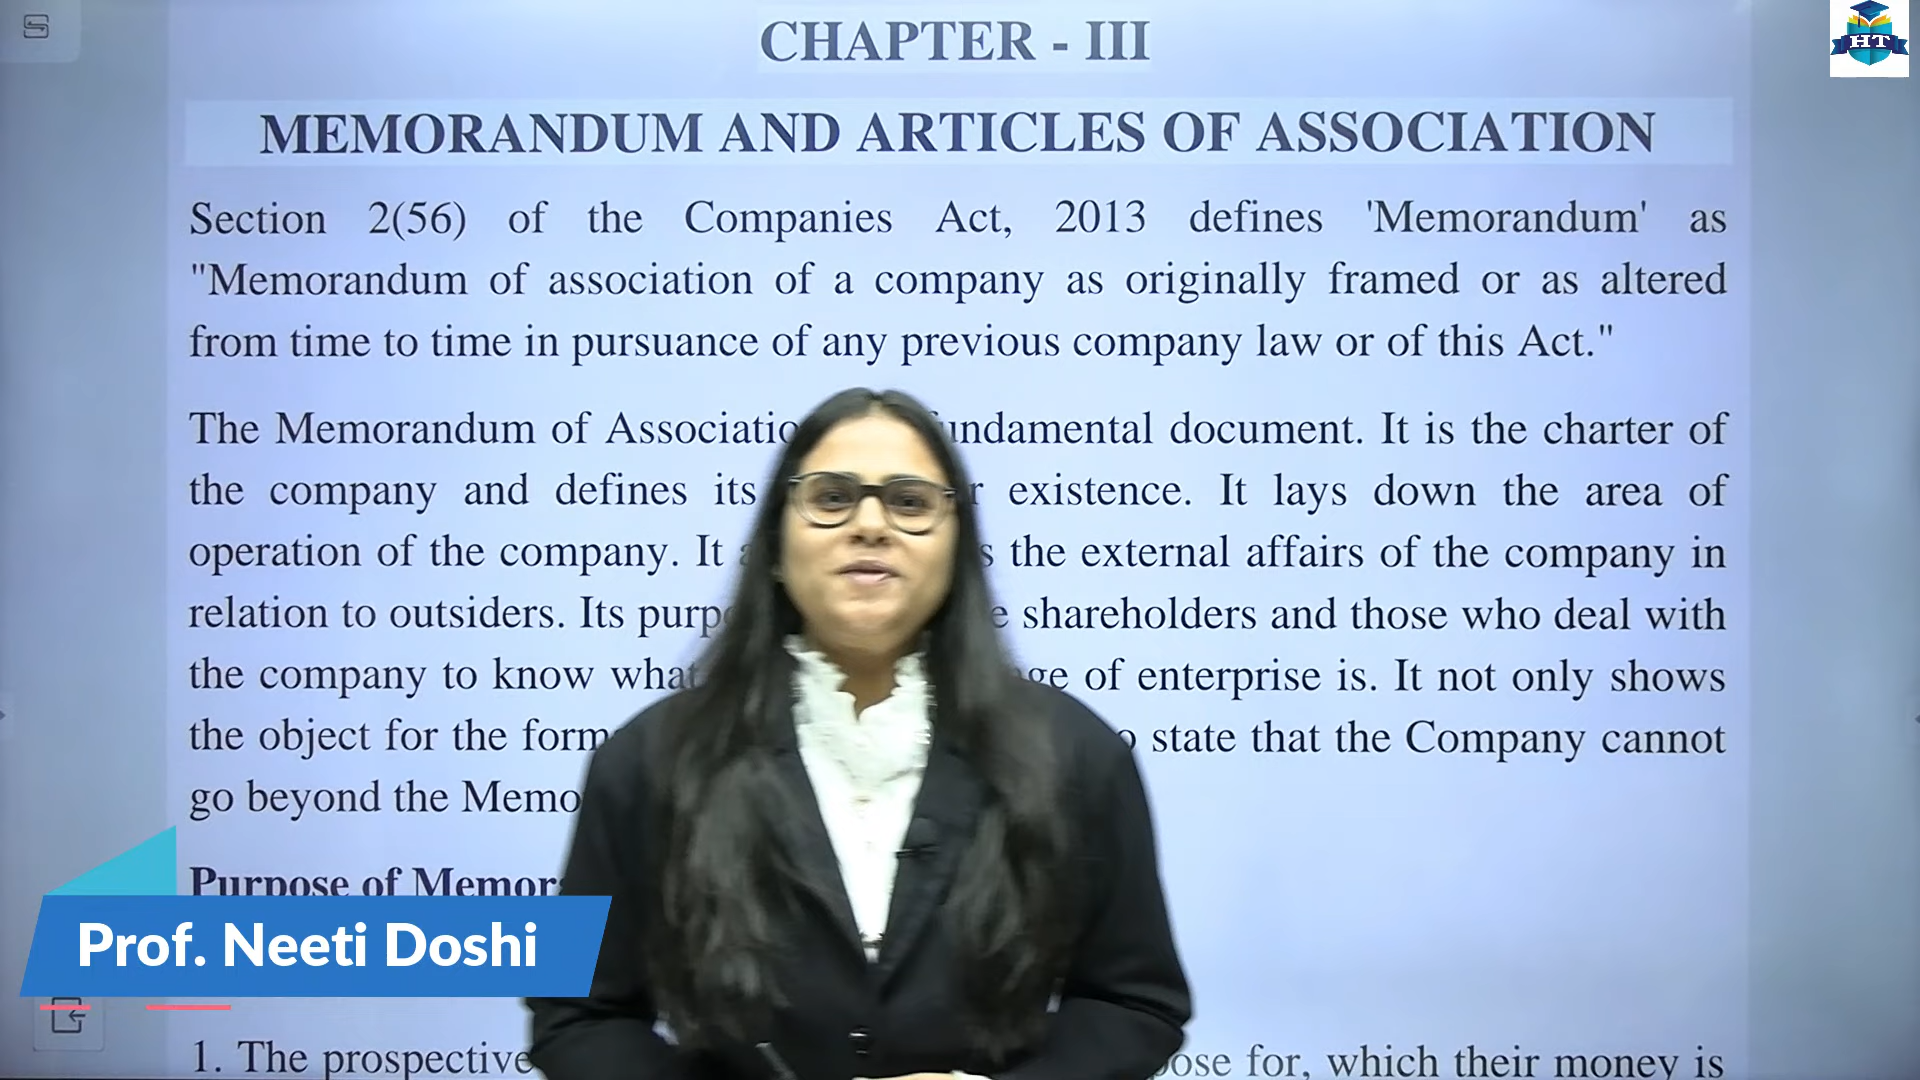 CHAPTER - III
HT
MEMORANDUM AND ARTICLES OF ASSOCIATION
Section 2(56) of the Companies Act, 2013 defines 'Memorandum' as
"Memorandum of association of a company as originally framed or as altered
from time to time in pursuance of any previous company law or of this Act."
The Memorandum of document. It is the charter of
the company and defines its existence. It lays down the area of
operation of the company. It the external affairs of the company in
relation to outsiders. Its shareholders and those who deal with
the company to know what of enterprise is. It not only shows
the object for the state that the Company cannot
go beyond the
Purpose of
Prof. Neeti Doshi
1. The prospective for, which their money is